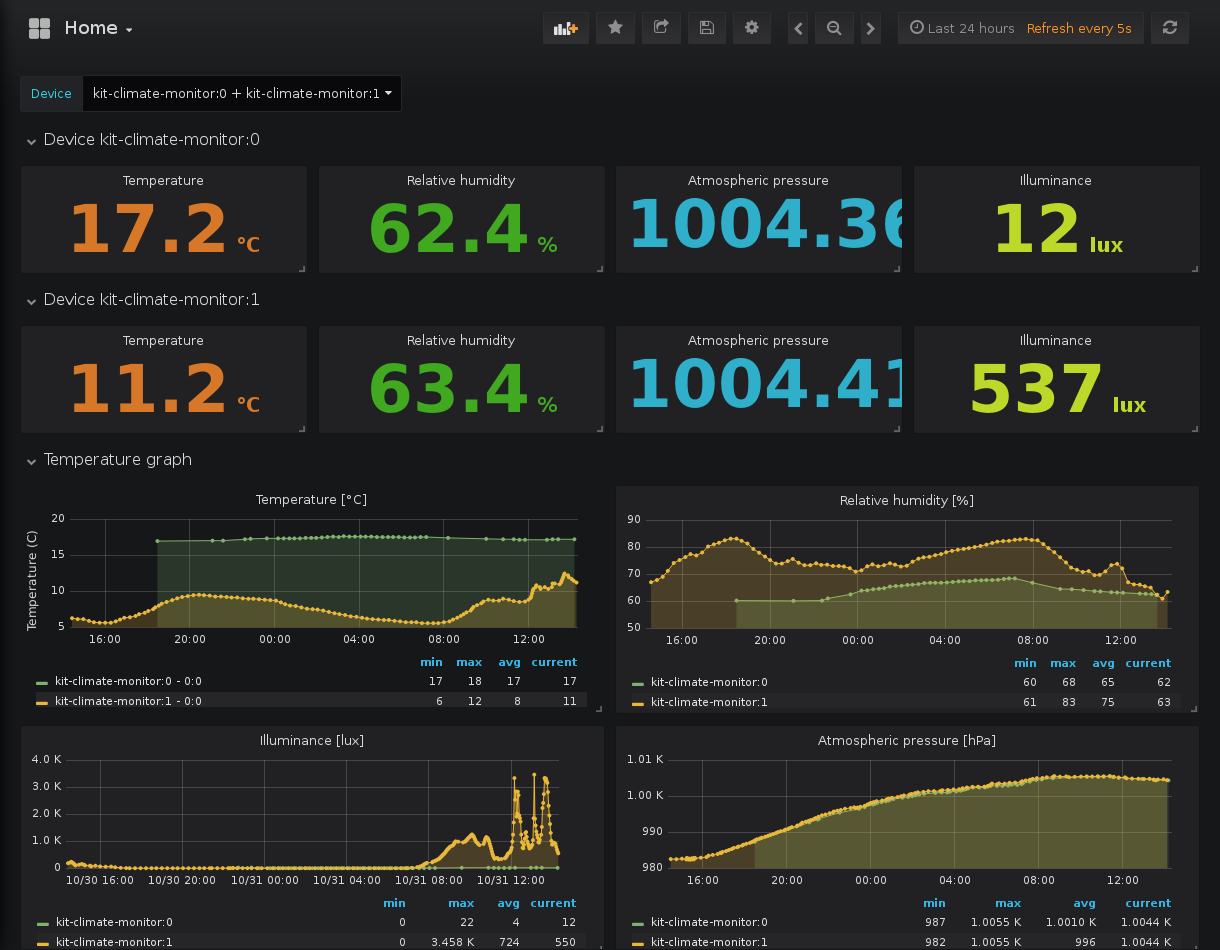 Home
Last 24 hours Refresh every 5s
Device kit-climate-monitor:0 + kit-climate-monitor:1
Device kit-climate-monitor:0
Temperature Relative humidity Atmospheric pressure Illuminance
17.2 °C 62.4 % 1004.36 12 lux
Device kit-climate-monitor:1
Temperature Relative humidity Atmospheric pressure Illuminance
11.2 °C 63.4 % 1004.41 537 lux
Temperature graph
Temperature [°C]
Temperature (C)
20
15
10
5
16:00 20:00 00:00 04:00 08:00 12:00
min max avg current
kit-climate-monitor:0 - 0:0 17 18 17 17
kit-climate-monitor:1 - 0:0 6 12 8 11
Relative humidity [%]
90
80
70
60
50
16:00 20:00 00:00 04:00 08:00 12:00
min max avg current
kit-climate-monitor:0 60 68 65 62
kit-climate-monitor:1 61 83 75 63
Illuminance [lux]
4.0 K
3.0 K
2.0 K
1.0 K
0
10/30 16:00 10/30 20:00 10/31 00:00 10/31 04:00 10/31 08:00 10/31 12:00
min max avg current
kit-climate-monitor:0 0 22 4 12
kit-climate-monitor:1 0 3.458 K 724 550
Atmospheric pressure [hPa]
1.01 K
1.00 K
990
980
16:00 20:00 00:00 04:00 08:00 12:00
min max avg current
kit-climate-monitor:0 987 1.0055 K 1.0010 K 1.0044 K
kit-climate-monitor:1 982 1.0055 K 996 1.0044 K